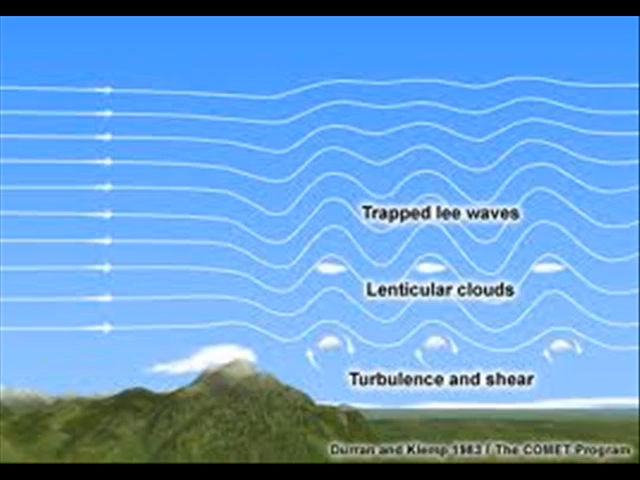 Trapped lee waves
Lenticular clouds
Turbulence and shear
Durran and Klemp 1983 / The COMET Program